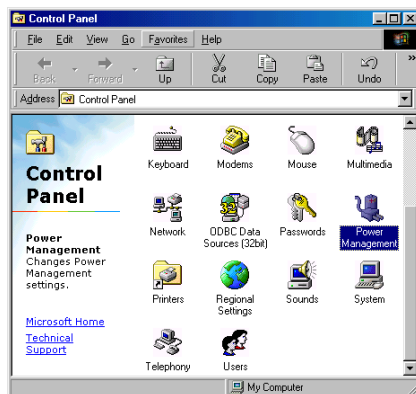 Control Panel
File Edit View Go Favorites Help
Back Forward Up Cut Copy Paste Undo »
Address Control Panel
Control
Panel
Power
Management
Changes Power
Management
settings.
Microsoft Home
Technical
Support
Keyboard Modems Mouse Multimedia
Network ODBC Data Sources (32bit) Passwords Power Management
Printers Regional Settings Sounds System
Telephony Users
My Computer